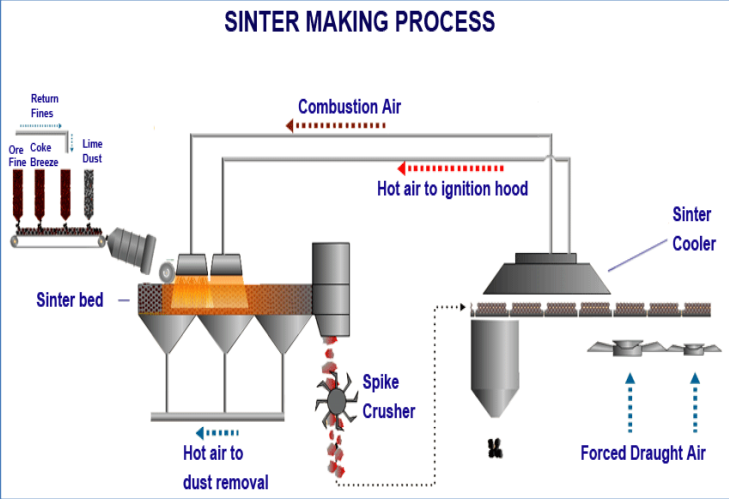 SINTER MAKING PROCESS
Return
Fines
Combustion Air
Ore
Fine
Coke
Breeze
Lime
Dust
Hot air to ignition hood
Sinter
Cooler
Sinter bed
Spike
Crusher
Hot air to
dust removal
Forced Draught Air